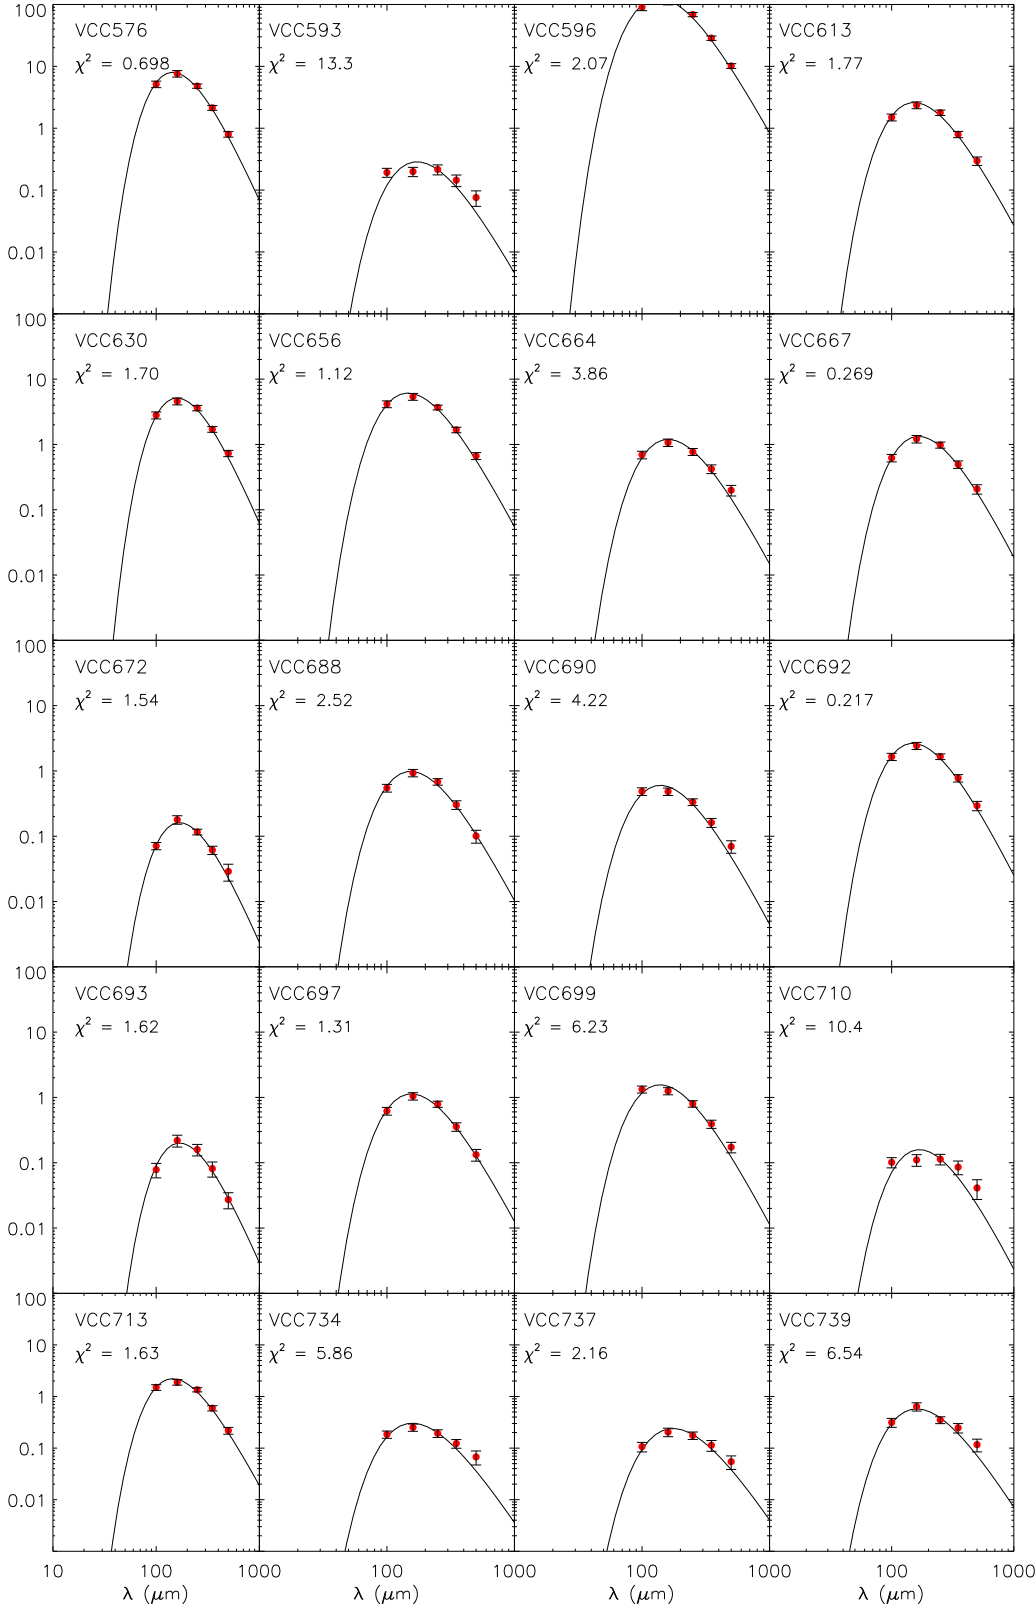 100 VCC576 VCC593 VCC596 VCC613
χ² = 0.698 χ² = 13.3 χ² = 2.07 χ² = 1.77
10
1
0.1
0.01
100 VCC630 VCC656 VCC664 VCC667
χ² = 1.70 χ² = 1.12 χ² = 3.86 χ² = 0.269
10
1
0.1
0.01
100 VCC672 VCC688 VCC690 VCC692
χ² = 1.54 χ² = 2.52 χ² = 4.22 χ² = 0.217
10
1
0.1
0.01
100 VCC693 VCC697 VCC699 VCC710
χ² = 1.62 χ² = 1.31 χ² = 6.23 χ² = 10.4
10
1
0.1
0.01
100 VCC713 VCC734 VCC737 VCC739
χ² = 1.63 χ² = 5.86 χ² = 2.16 χ² = 6.54
10
1
0.1
0.01
10 100 1000 100 1000 100 1000 100 1000
λ (μm) λ (μm) λ (μm) λ (μm)